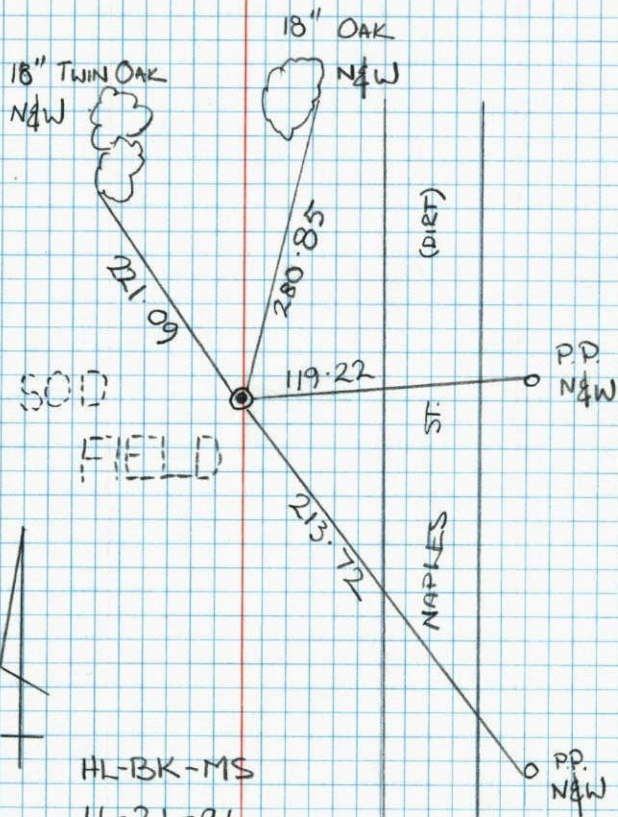 18" OAK
N&W
18" TWIN OAK
N&W
(DIRT)
280.85
221.09
119.22
P.P.
N&W
SOD
FIELD
ST.
213.72
NAPLES
HL-BK-MS
P.P.
N&W